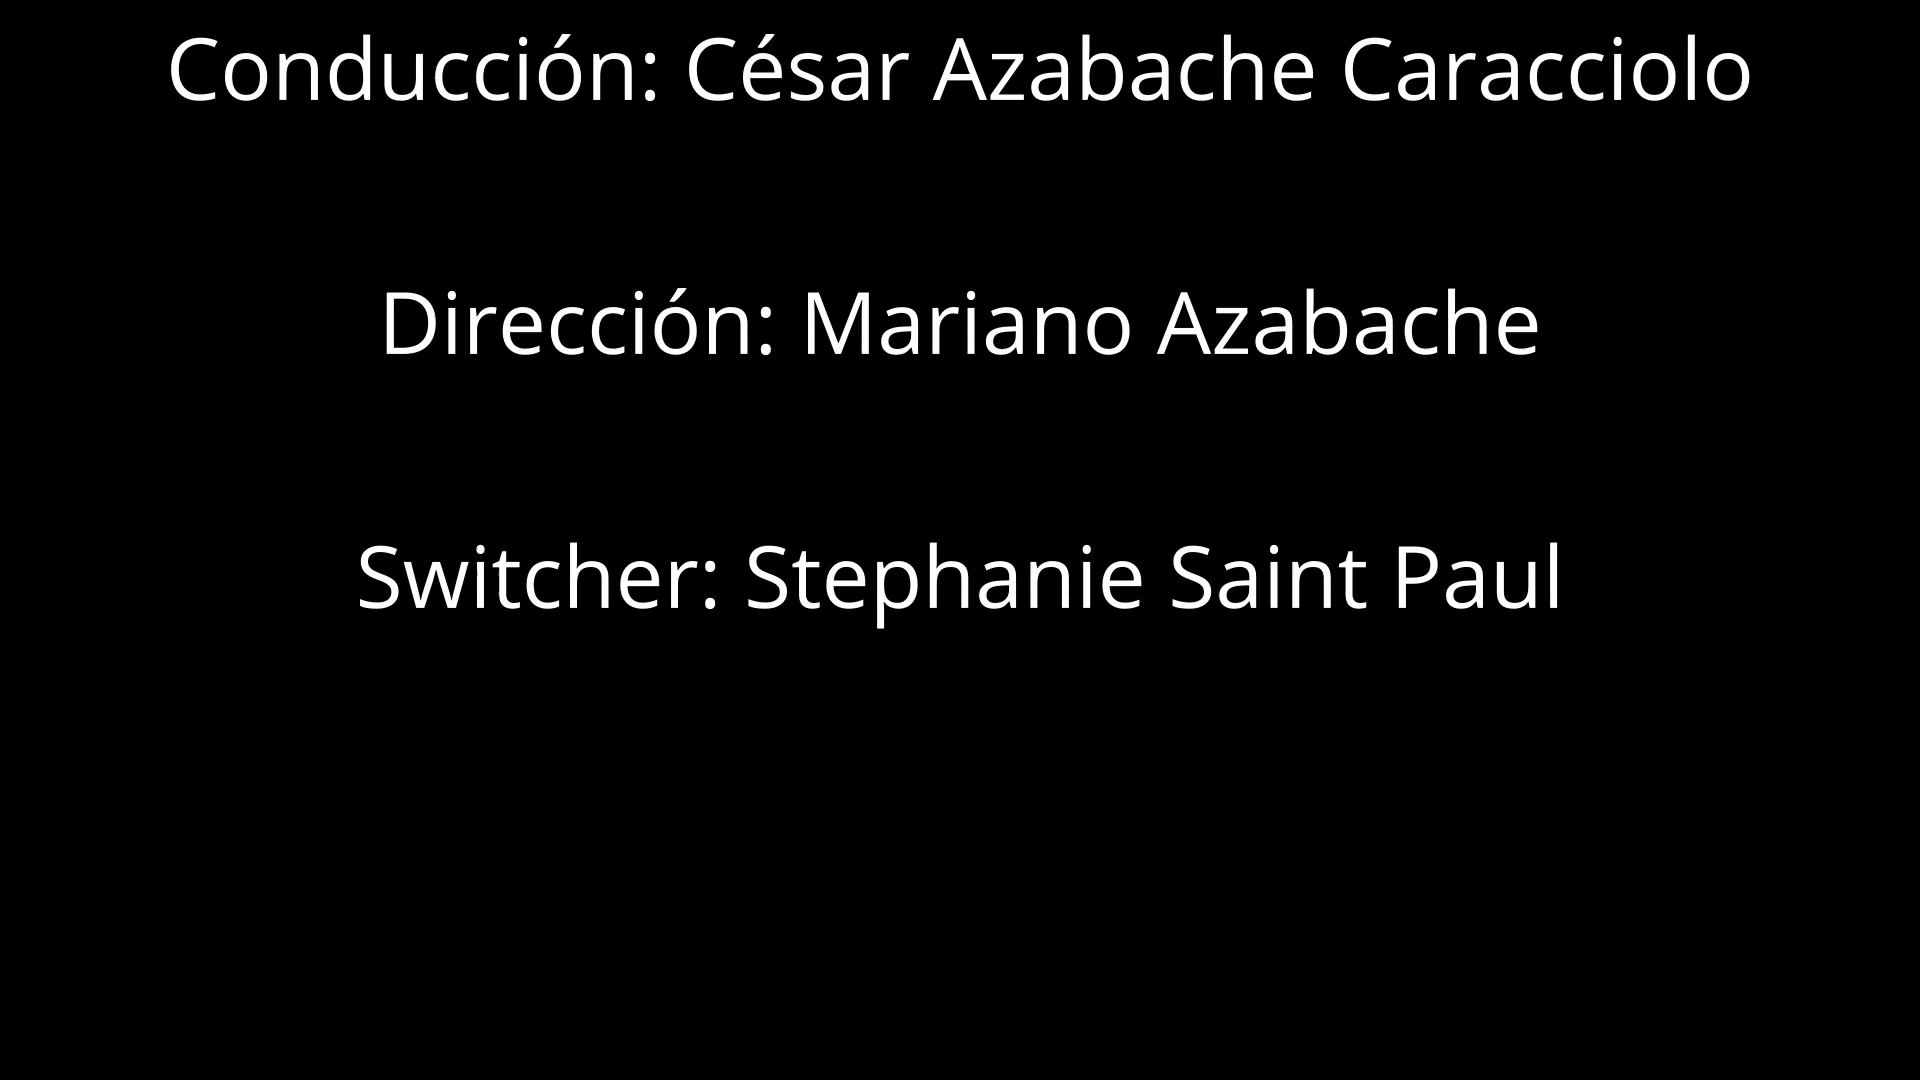 Conducción: César Azabache Caracciolo
Dirección: Mariano Azabache
Switcher: Stephanie Saint Paul